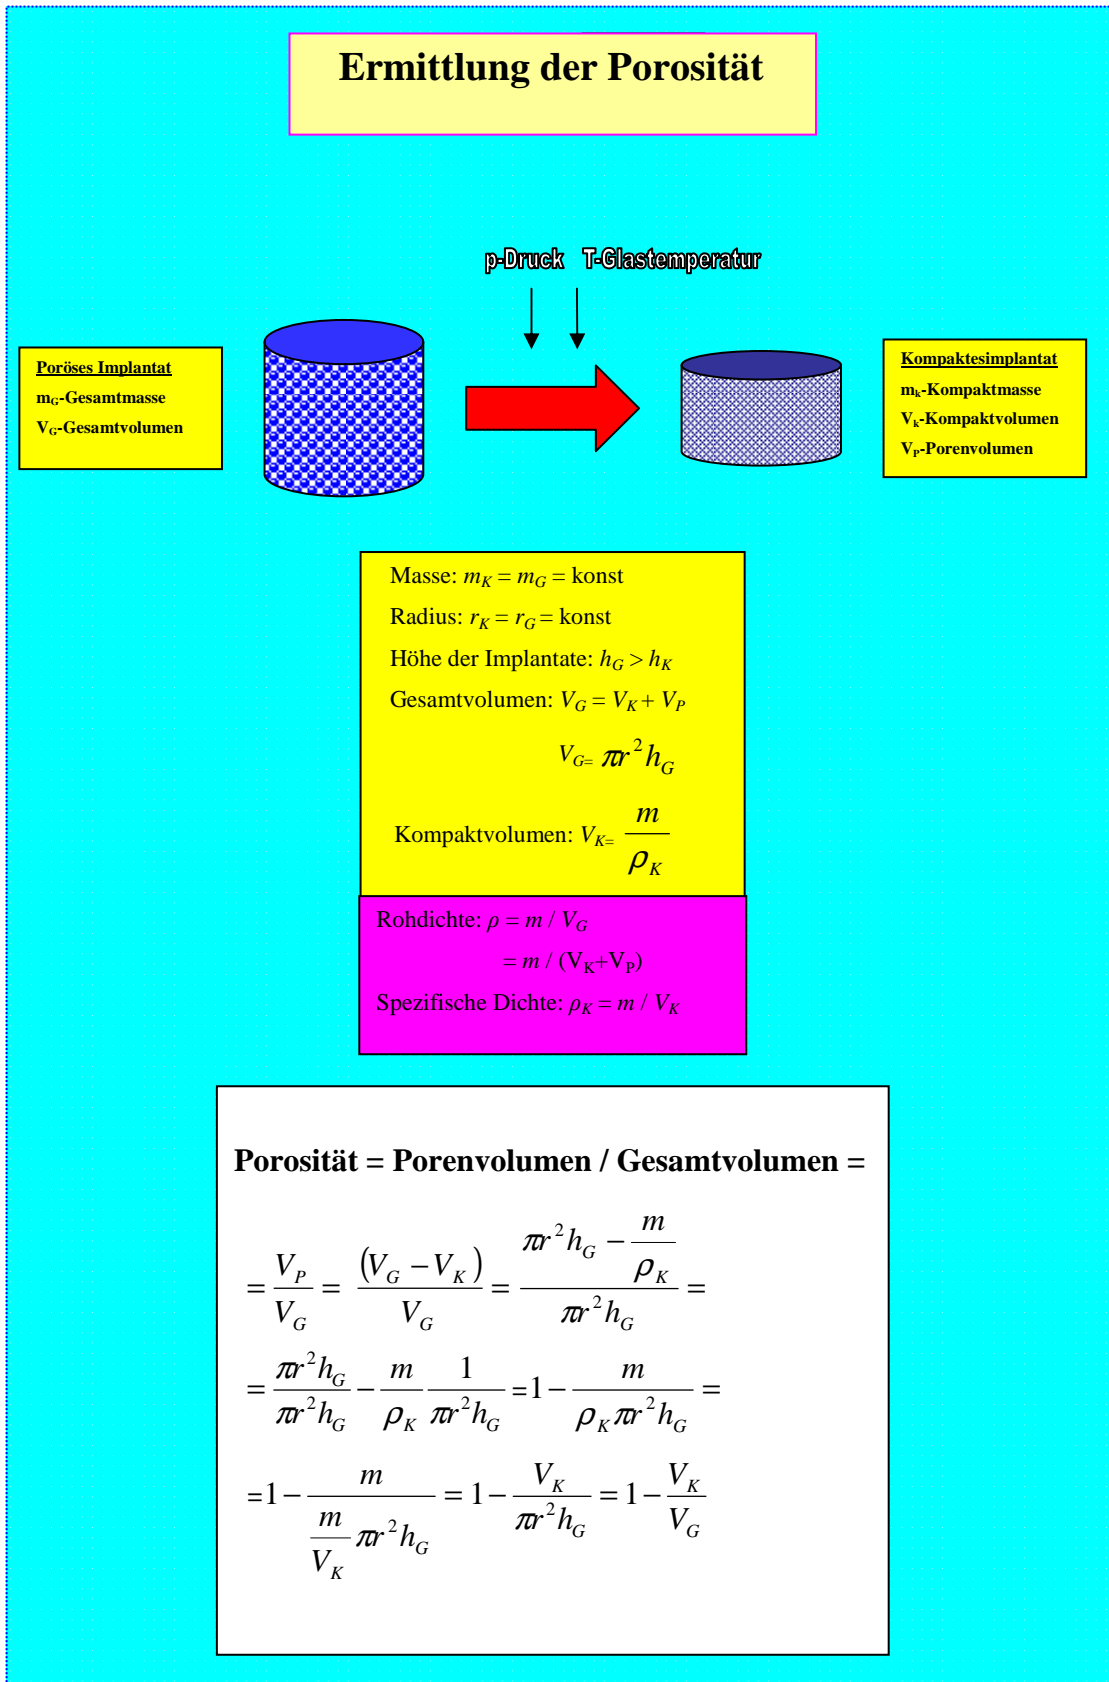 Ermittlung der Porosität
p-Druck T-Glastemperatur
Poröses Implantat
m_G-Gesamtmasse
V_G-Gesamtvolumen
Kompaktesimplantat
m_k-Kompaktmasse
V_k-Kompaktvolumen
V_P-Porenvolumen
Masse: m_K = m_G = konst
Radius: r_K = r_G = konst
Höhe der Implantate: h_G > h_K
Gesamtvolumen: V_G = V_K + V_P
V_G= πr²h_G
Kompaktvolumen: V_K= m / ρ_K
Rohdichte: ρ = m / V_G
= m / (V_K+V_P)
Spezifische Dichte: ρ_K = m / V_K
Porosität = Porenvolumen / Gesamtvolumen =
= V_P / V_G = (V_G − V_K) / V_G = (πr²h_G − m / ρ_K) / (πr²h_G) =
= πr²h_G / πr²h_G − m / ρ_K 1 / πr²h_G = 1 − m / (ρ_K πr²h_G) =
= 1 − m / ((m / V_K) πr²h_G) = 1 − V_K / πr²h_G = 1 − V_K / V_G